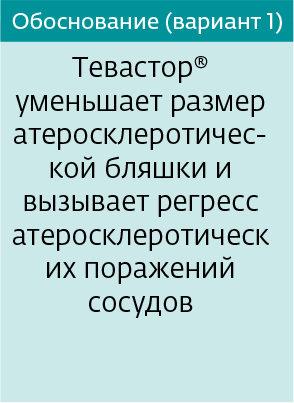 Обоснование (вариант 1)
Тевастор®
уменьшает размер
атеросклеротичес-
кой бляшки и
вызывает регресс
атеросклеротическ
их поражений
сосудов